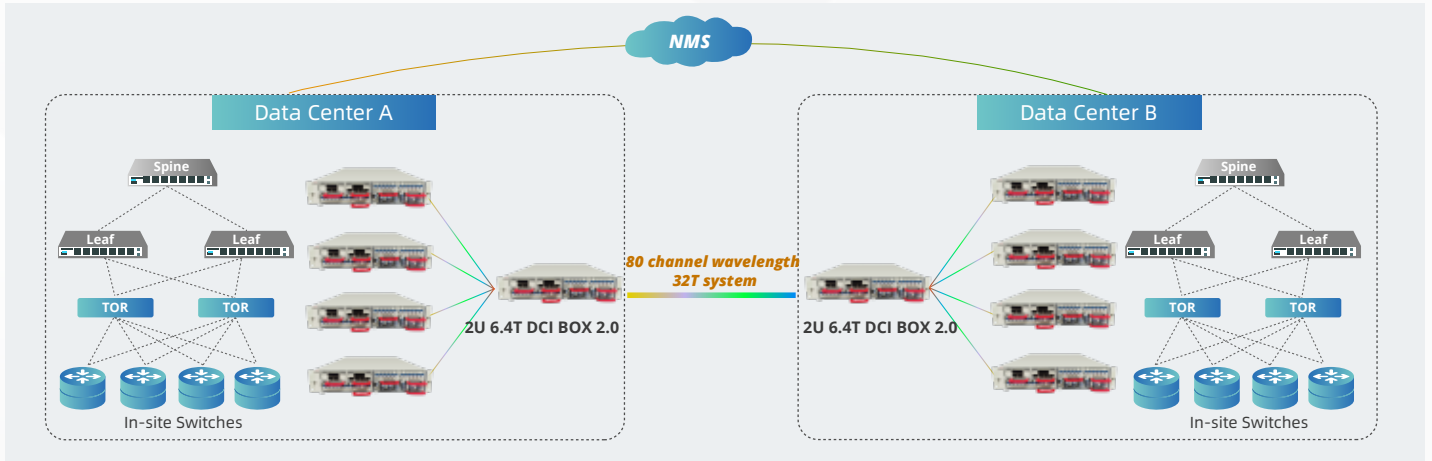 NMS
Data Center A
Data Center B
Spine
Spine
Leaf
Leaf
Leaf
Leaf
80 channel wavelength
32T system
TOR
TOR
TOR
TOR
2U 6.4T DCI BOX 2.0
2U 6.4T DCI BOX 2.0
In-site Switches
In-site Switches